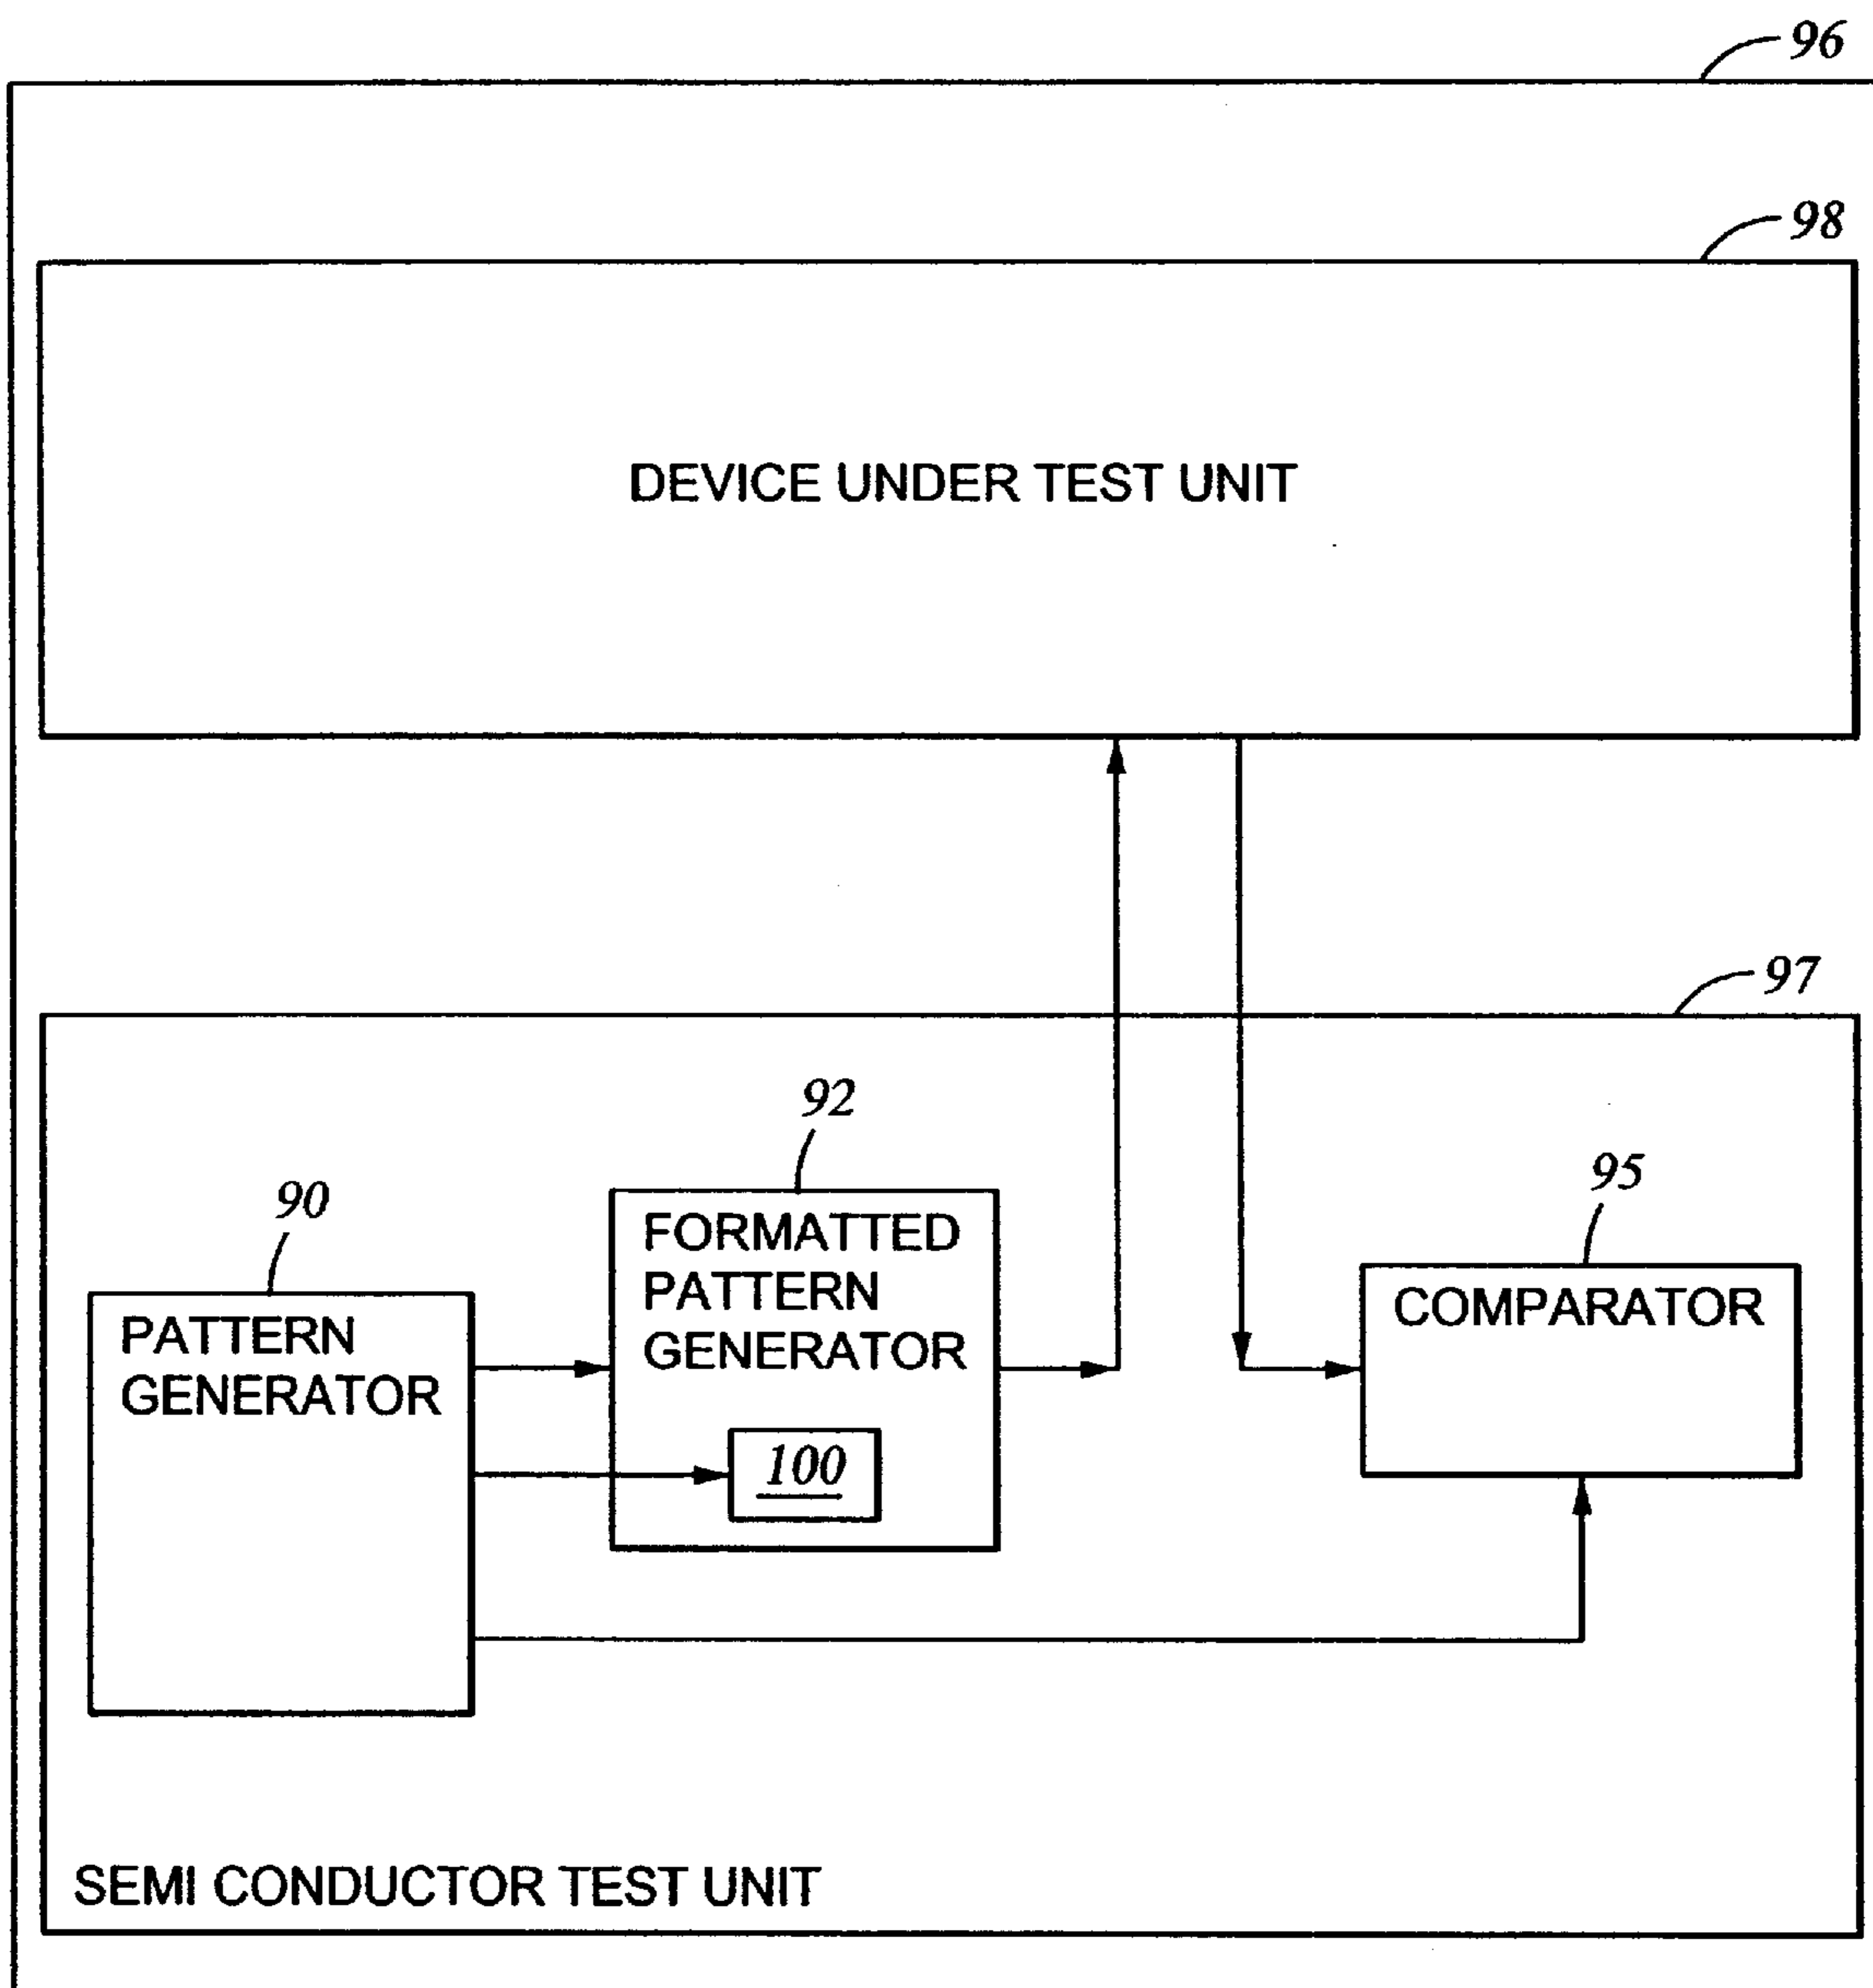 96
98
DEVICE UNDER TEST UNIT
97
92
95
90
FORMATTED
PATTERN
GENERATOR
COMPARATOR
PATTERN
GENERATOR
100
SEMI CONDUCTOR TEST UNIT